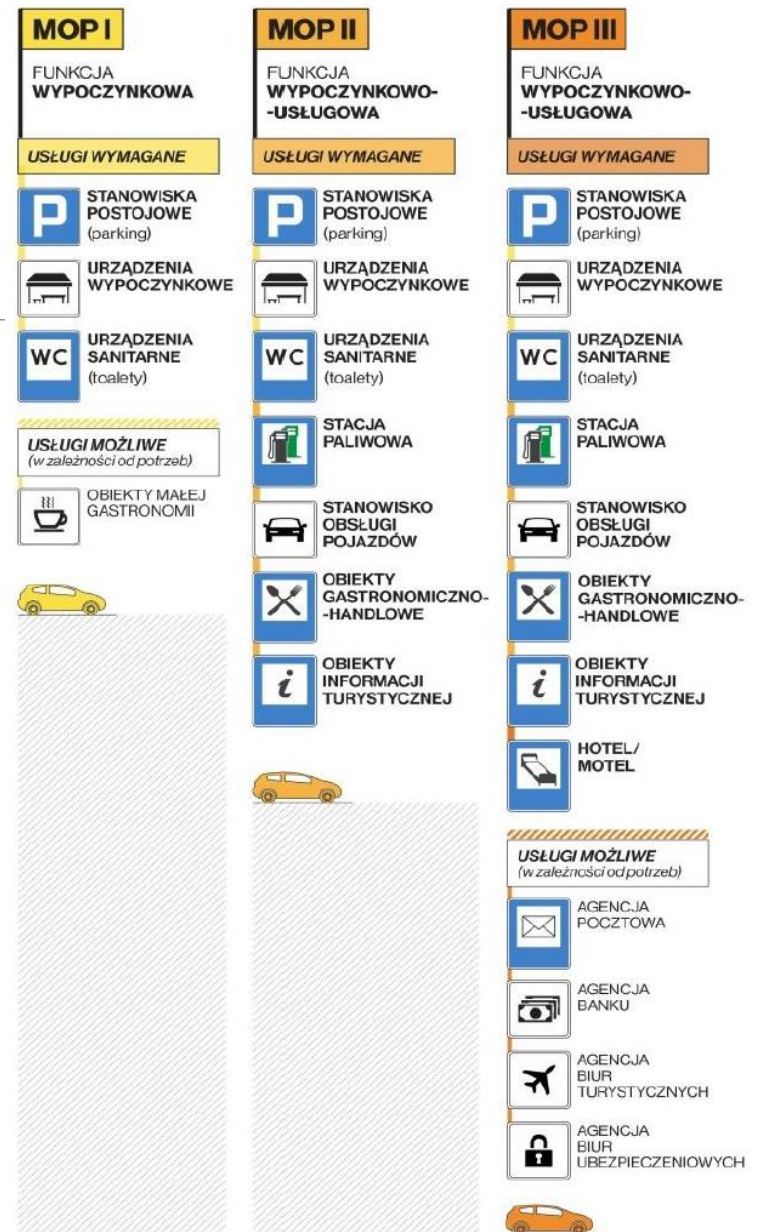 MOP I
FUNKCJA
WYPOCZYNKOWA
USŁUGI WYMAGANE
P
STANOWISKA
POSTOJOWE
(parking)
URZĄDZENIA
WYPOCZYNKOWE
WC
URZĄDZENIA
SANITARNE
(toalety)
USŁUGI MOŻLIWE
(w zależności od potrzeb)
OBIEKTY MAŁEJ
GASTRONOMII
MOP II
FUNKCJA
WYPOCZYNKOWO-
-USŁUGOWA
USŁUGI WYMAGANE
P
STANOWISKA
POSTOJOWE
(parking)
URZĄDZENIA
WYPOCZYNKOWE
WC
URZĄDZENIA
SANITARNE
(toalety)
STACJA
PALIWOWA
STANOWISKO
OBSŁUGI
POJAZDÓW
OBIEKTY
GASTRONOMICZNO-
-HANDLOWE
i
OBIEKTY
INFORMACJI
TURYSTYCZNEJ
MOP III
FUNKCJA
WYPOCZYNKOWO-
-USŁUGOWA
USŁUGI WYMAGANE
P
STANOWISKA
POSTOJOWE
(parking)
URZĄDZENIA
WYPOCZYNKOWE
WC
URZĄDZENIA
SANITARNE
(toalety)
STACJA
PALIWOWA
STANOWISKO
OBSŁUGI
POJAZDÓW
OBIEKTY
GASTRONOMICZNO-
-HANDLOWE
i
OBIEKTY
INFORMACJI
TURYSTYCZNEJ
HOTEL/
MOTEL
USŁUGI MOŻLIWE
(w zależności od potrzeb)
AGENCJA
POCZTOWA
AGENCJA
BANKU
AGENCJA
BIUR
TURYSTYCZNYCH
AGENCJA
BIUR
UBEZPIECZENIOWYCH